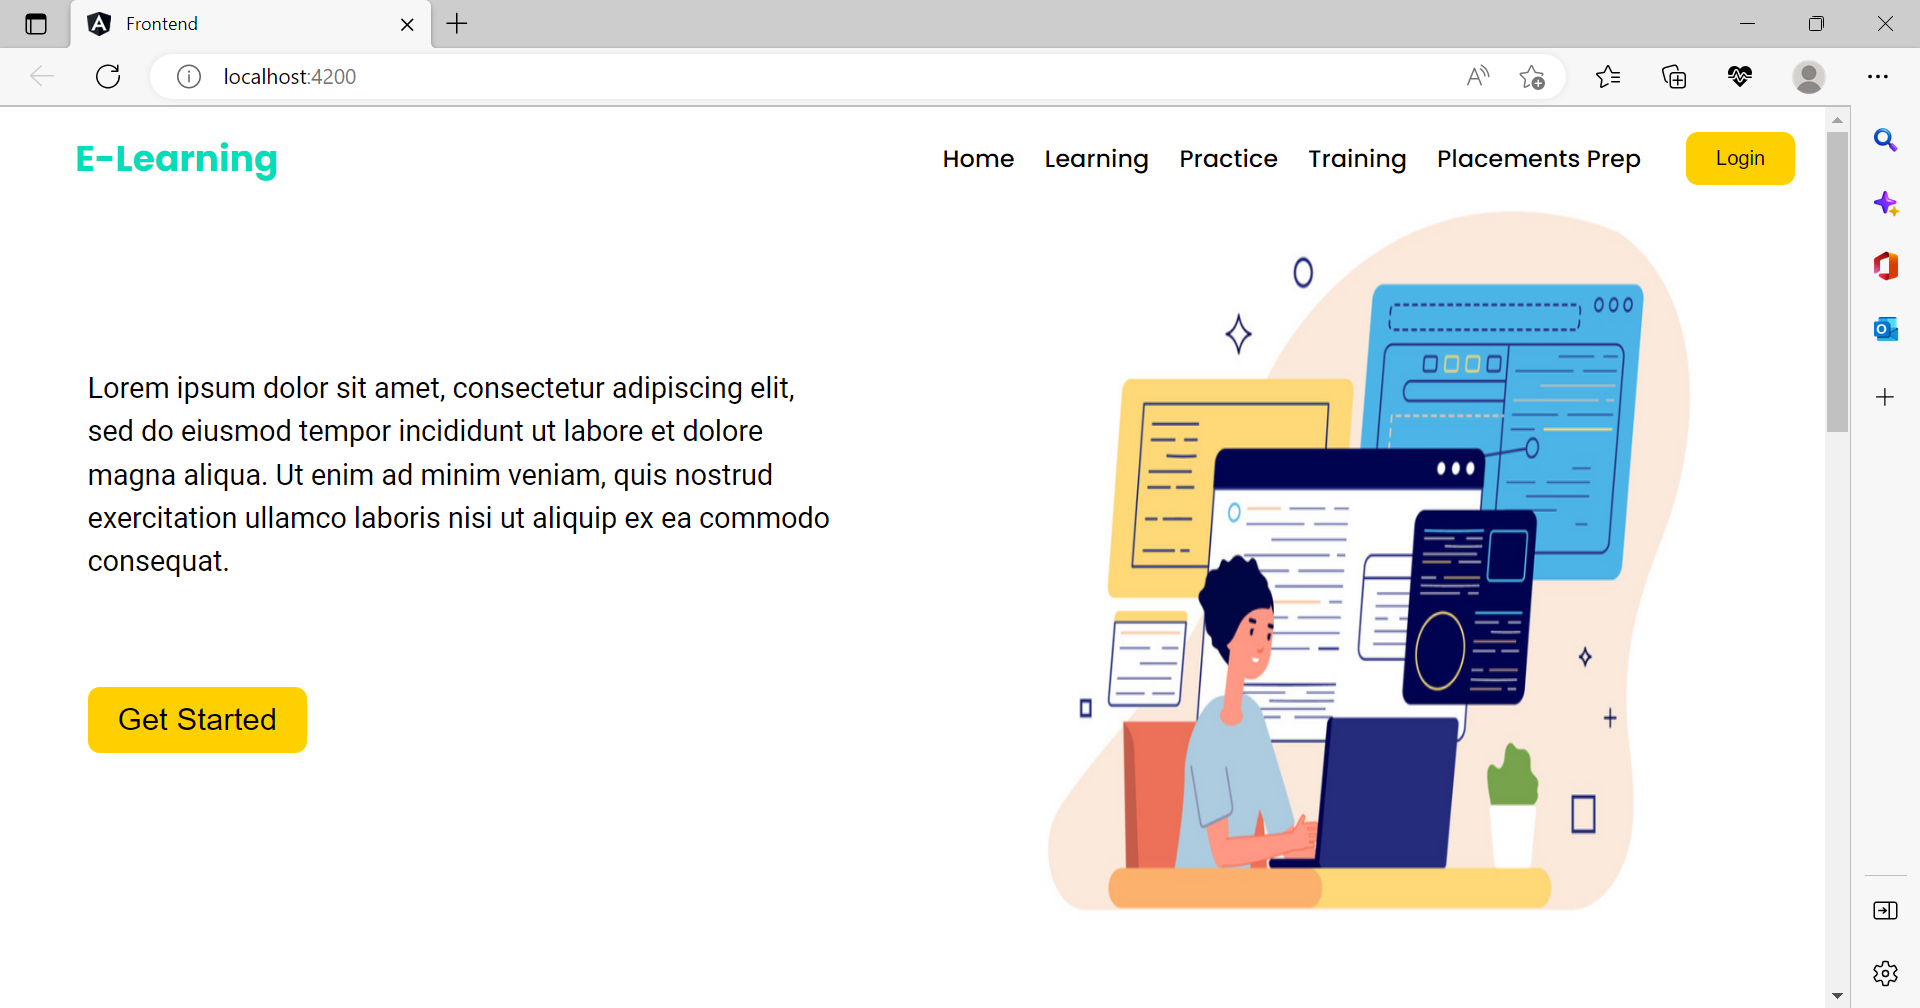 Frontend
localhost:4200
E-Learning
Home Learning Practice Training Placements Prep Login
Lorem ipsum dolor sit amet, consectetur adipiscing elit,
sed do eiusmod tempor incididunt ut labore et dolore
magna aliqua. Ut enim ad minim veniam, quis nostrud
exercitation ullamco laboris nisi ut aliquip ex ea commodo
consequat.
Get Started